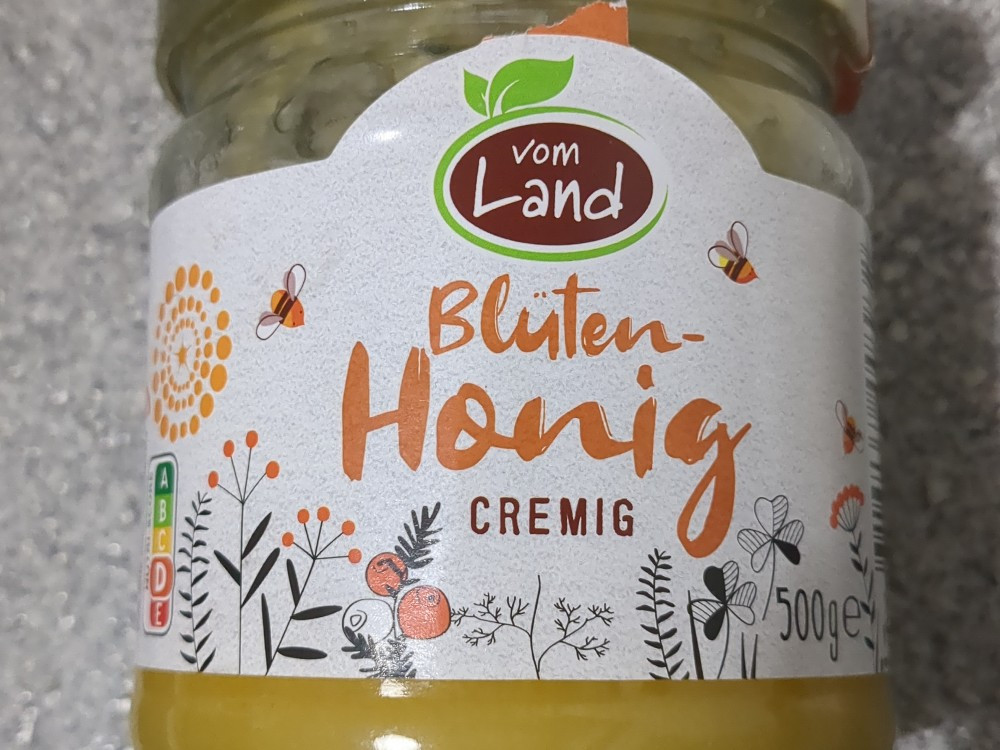 vom
Land
Blüten-
Honig
CREMIG
A
B
C
D
E
500g e